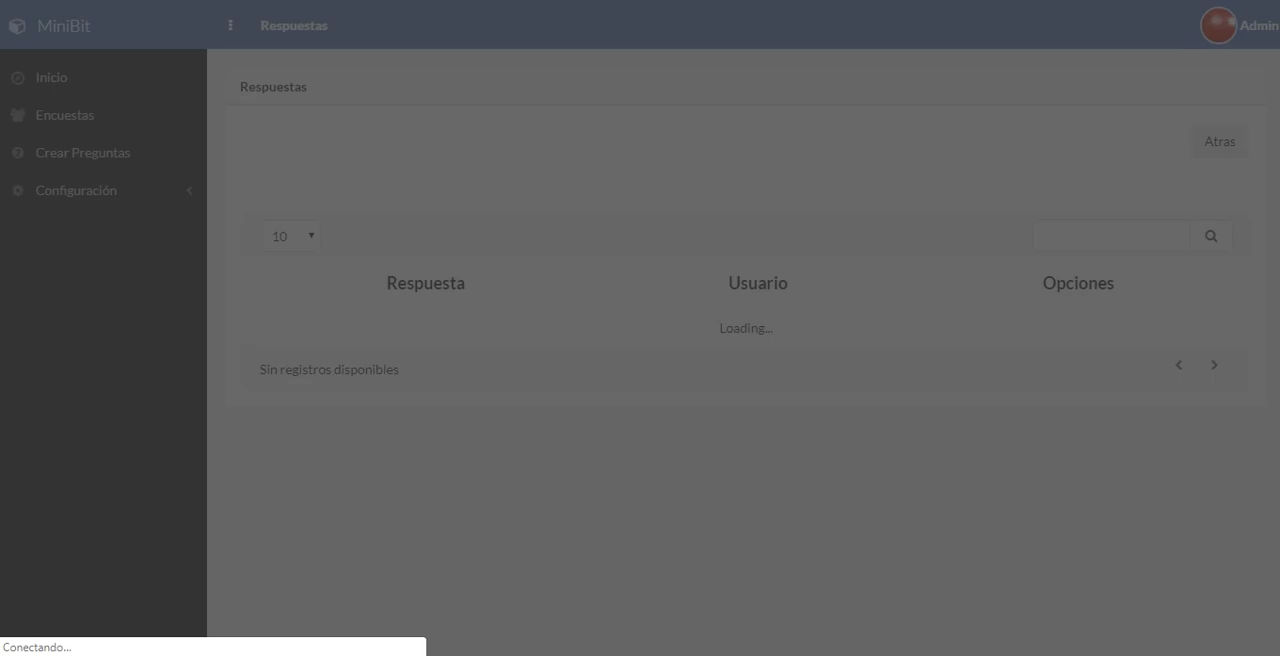 MiniBit
Respuestas
Admin
Inicio
Encuestas
Crear Preguntas
Configuración
Respuestas
Atras
10
Respuesta Usuario Opciones
Loading...
Sin registros disponibles
Conectando...